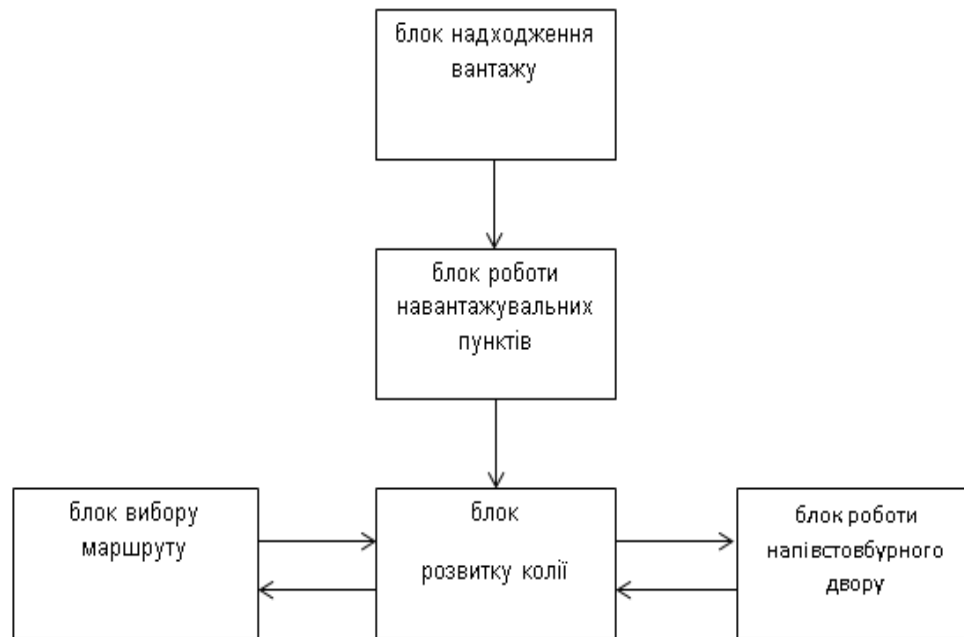 блок надходження
вантажу
блок роботи
навантажувальних
пунктів
блок вибору
маршруту
блок
розвитку колії
блок роботи
напівстовбурного
двору